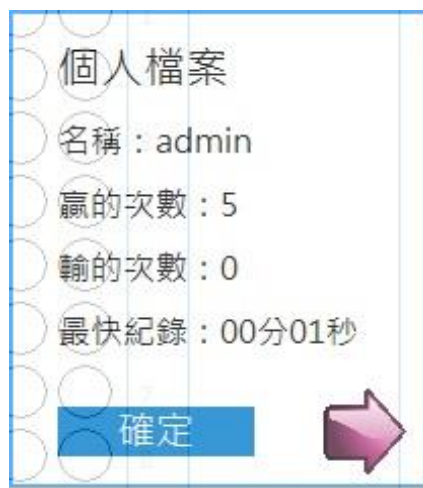 個人檔案
名稱：admin
贏的次數：5
輸的次數：0
最快紀錄：00分01秒
確定